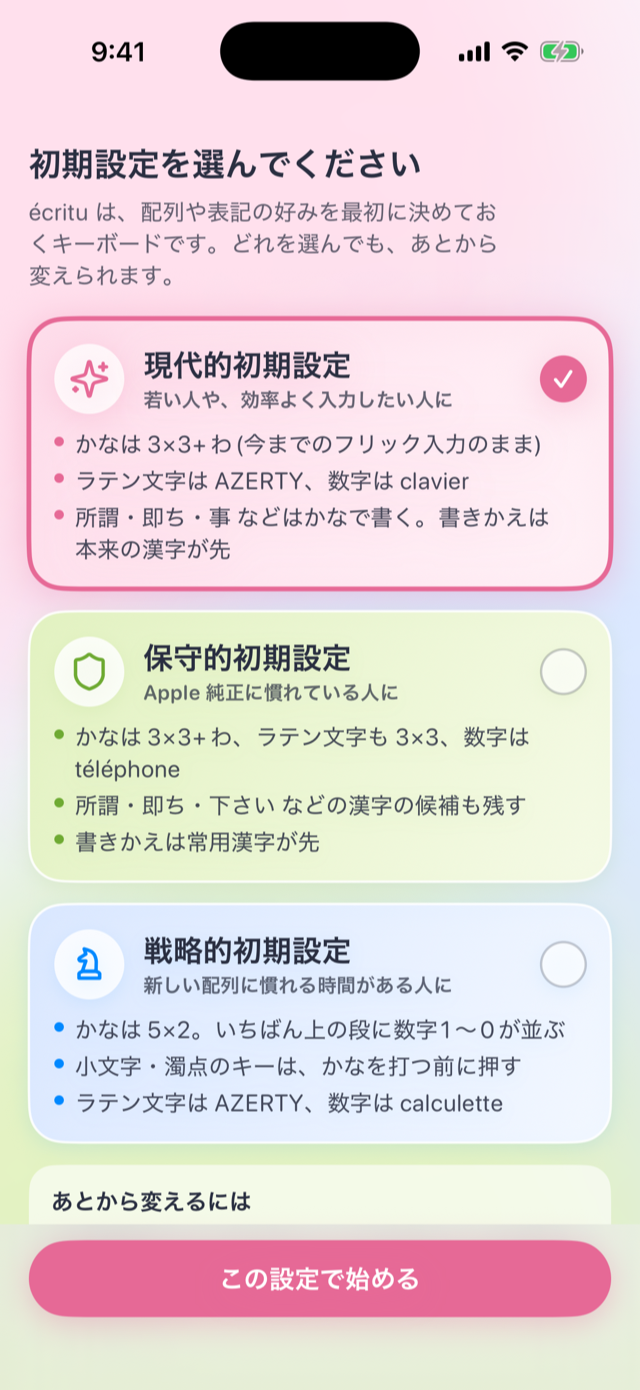 9:41
初期設定を選んでください
écritu は、配列や表記の好みを最初に決めてお
くキーボードです。どれを選んでも、あとから
変えられます。
現代的初期設定
若い人や、効率よく入力したい人に
• かなは 3×3+わ (今までのフリック入力のまま)
• ラテン文字は AZERTY、数字は clavier
• 所謂・即ち・事 などはかなで書く。書きかえは
本来の漢字が先
保守的初期設定
Apple 純正に慣れている人に
• かなは 3×3+わ、ラテン文字も 3×3、数字は
téléphone
• 所謂・即ち・下さい などの漢字の候補も残す
• 書きかえは常用漢字が先
戦略的初期設定
新しい配列に慣れる時間がある人に
• かなは 5×2。いちばん上の段に数字1〜0が並ぶ
• 小文字・濁点のキーは、かなを打つ前に押す
• ラテン文字は AZERTY、数字は calculette
あとから変えるには
この設定で始める